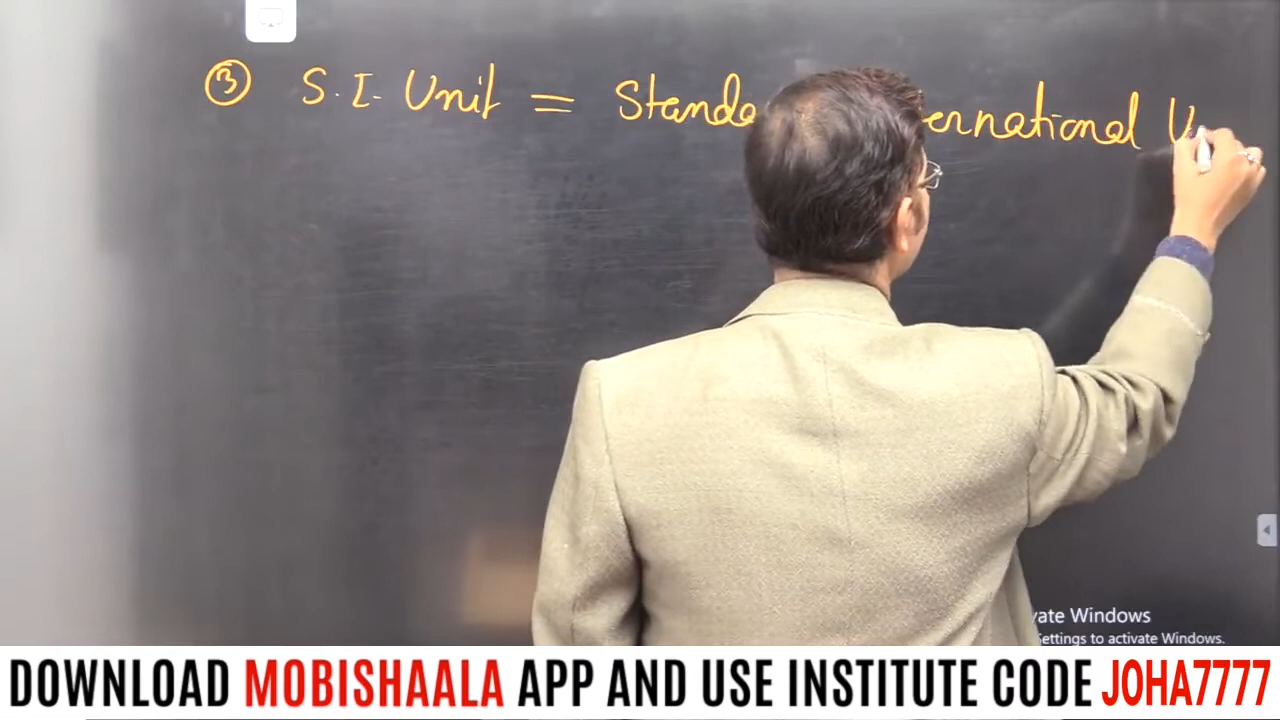 ③ S.I. Unit = Standa ernational U
vate Windows
Settings to activate Windows.
DOWNLOAD MOBISHAALA APP AND USE INSTITUTE CODE JOHA7777